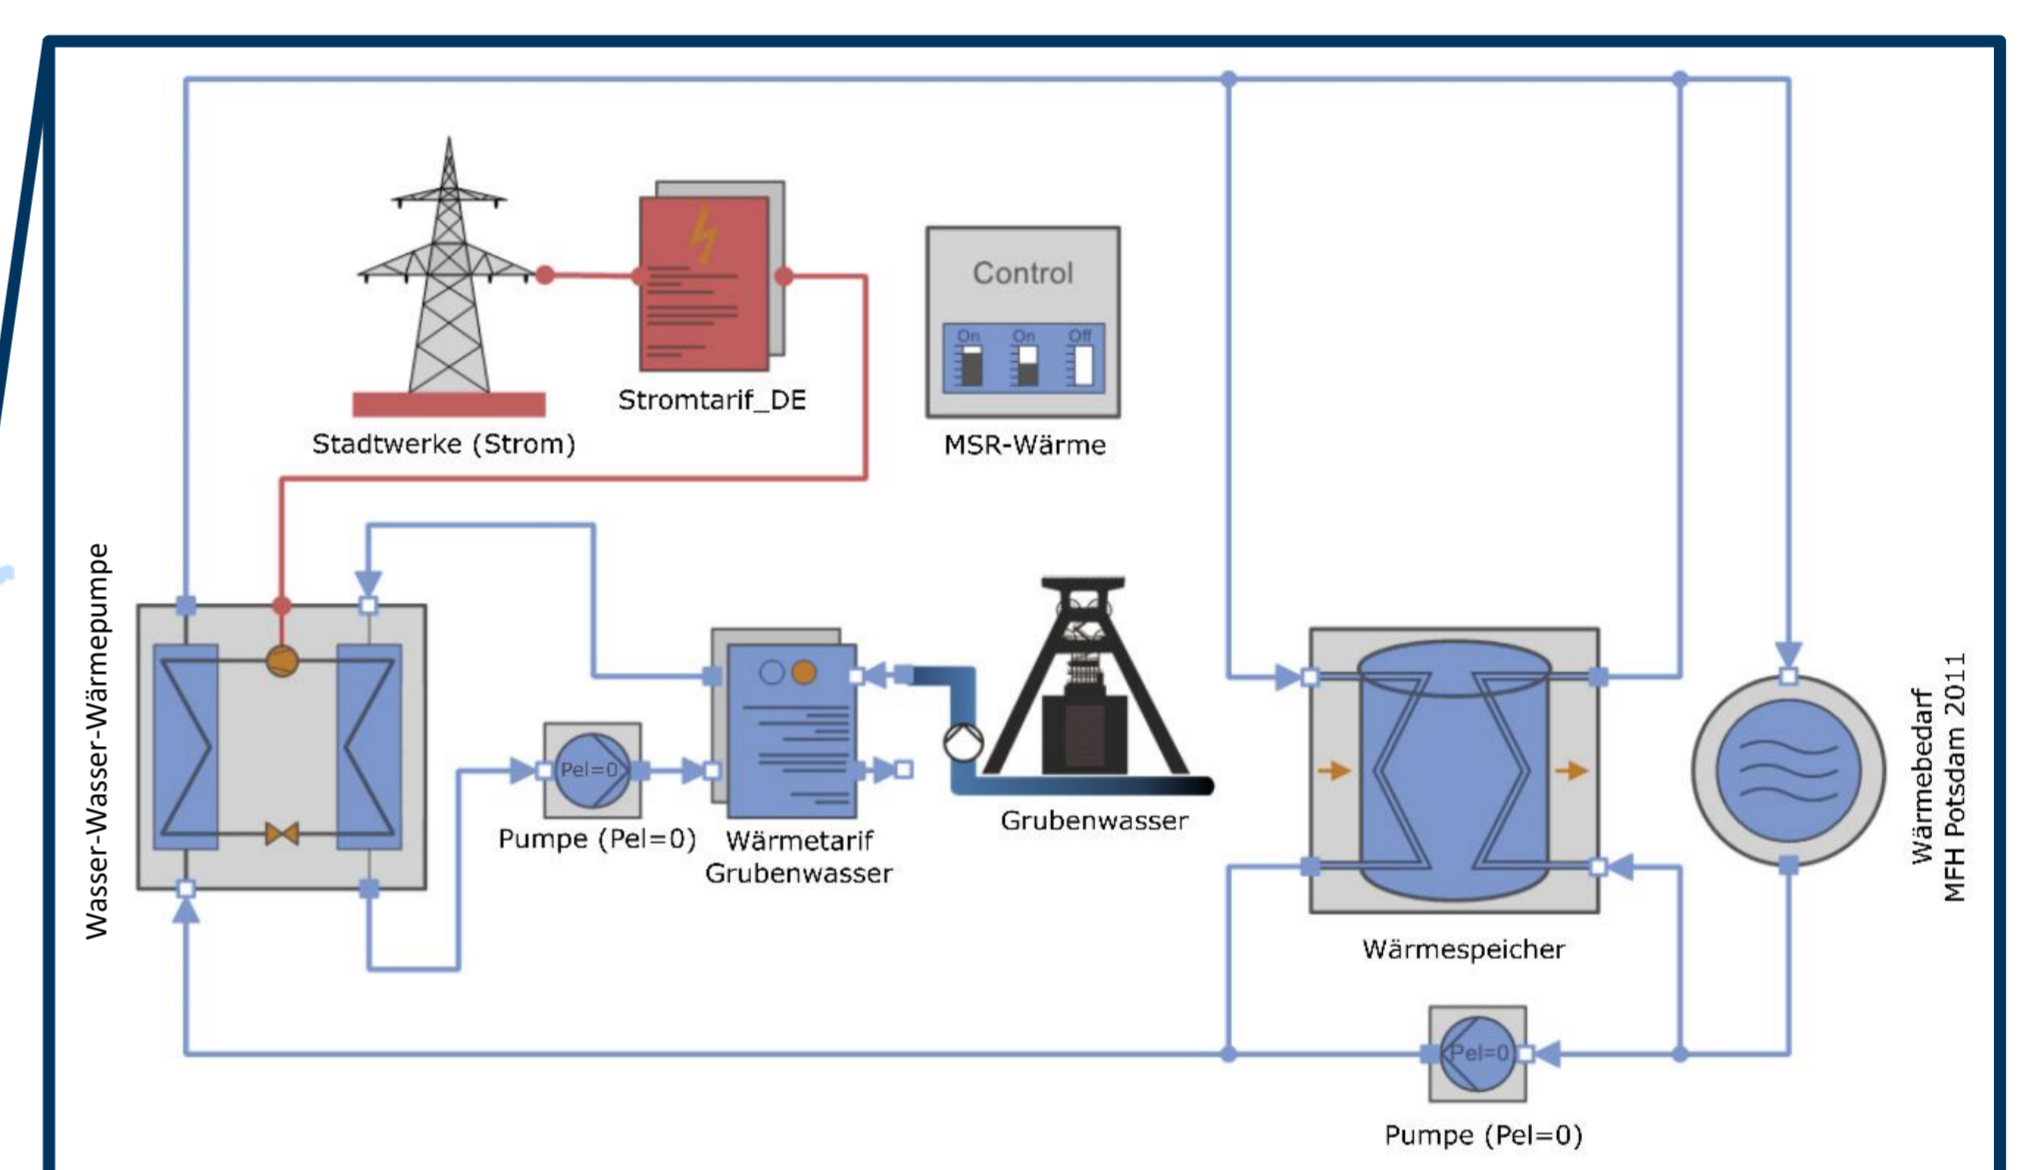 Control
On On Off
Stromtarif_DE
Stadtwerke (Strom)
MSR-Wärme
Wasser-Wasser-Wärmepumpe
Pel=0
Pumpe (Pel=0)
Wärmetarif
Grubenwasser
Grubenwasser
Wärmebedarf
MFH Potsdam 2011
Wärmespeicher
Pel=0
Pumpe (Pel=0)